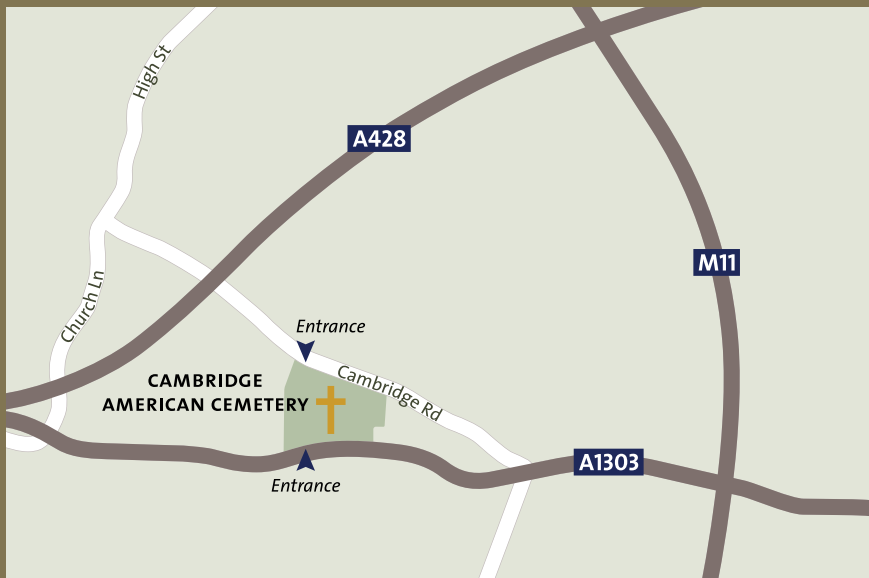 High St
A428
M11
Church Ln
Entrance
Cambridge Rd
CAMBRIDGE
AMERICAN CEMETERY
A1303
Entrance